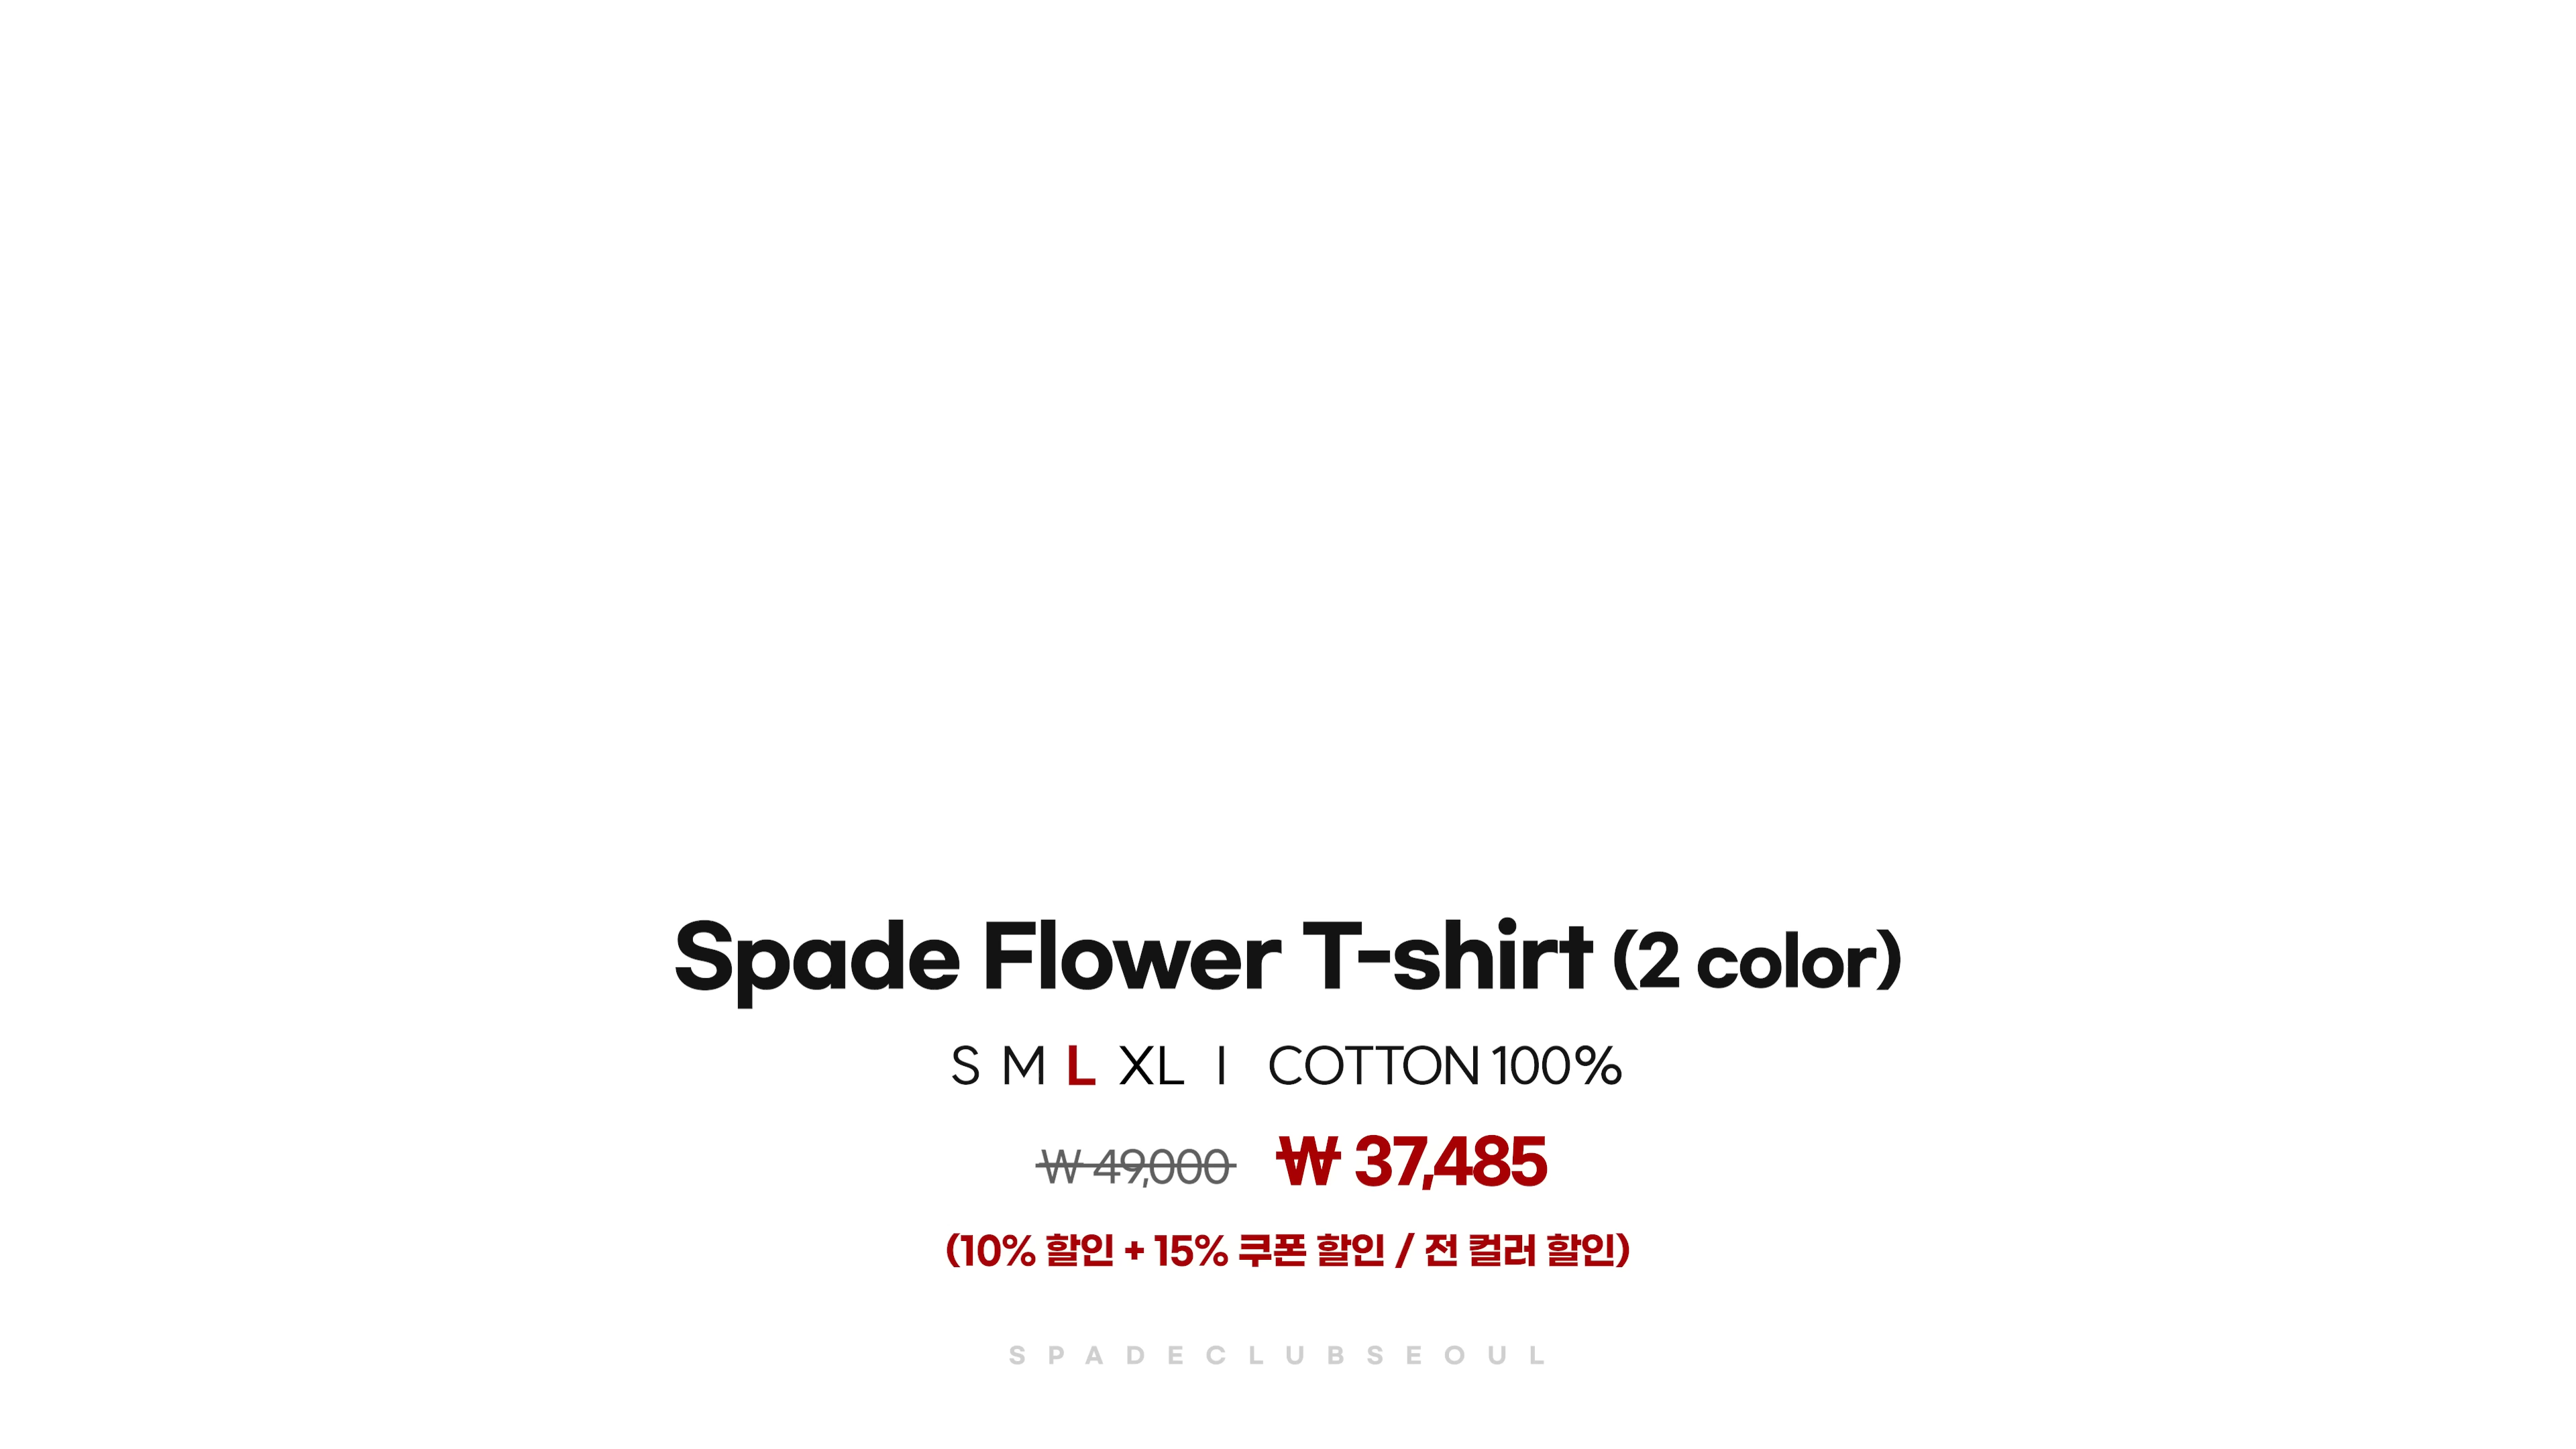 Spade Flower T-shirt (2 color)
S M L XL | COTTON 100%
₩ 49,000 ₩ 37,485
(10% 할인 + 15% 쿠폰 할인 / 전 컬러 할인)
SPADECLUBSEOUL